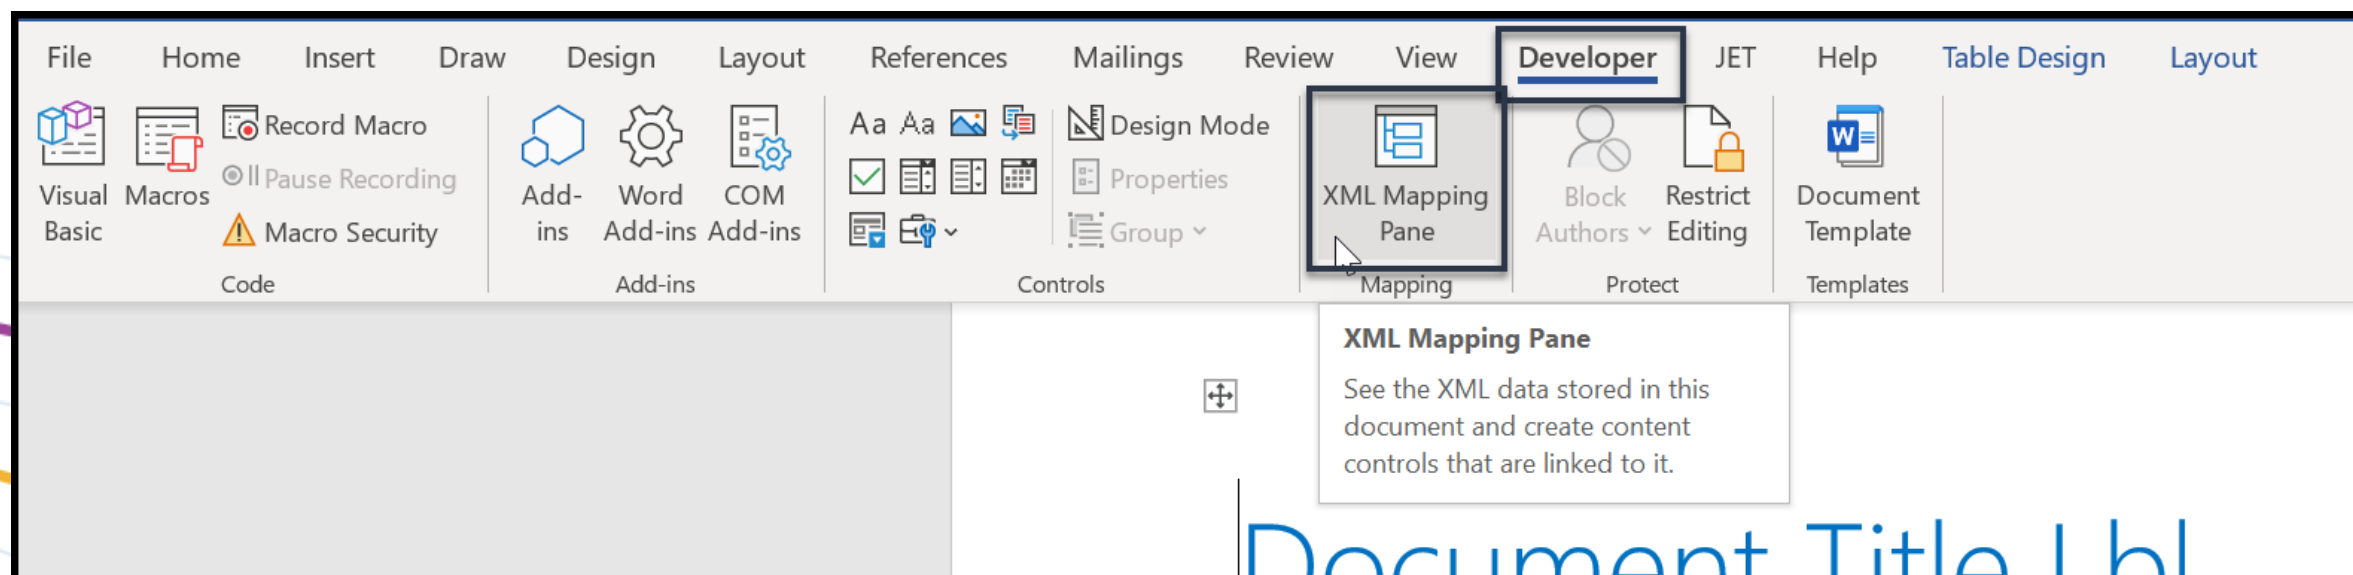 File Home Insert Draw Design Layout References Mailings Review View Developer JET Help Table Design Layout
Visual Basic
Macros
Record Macro
Pause Recording
Macro Security
Code
Add-ins
Word Add-ins
COM Add-ins
Add-ins
Aa Aa
Design Mode
Properties
Group
Controls
XML Mapping Pane
Mapping
Block Authors
Restrict Editing
Protect
W
Document Template
Templates
XML Mapping Pane
See the XML data stored in this
document and create content
controls that are linked to it.
Document Title Lbl